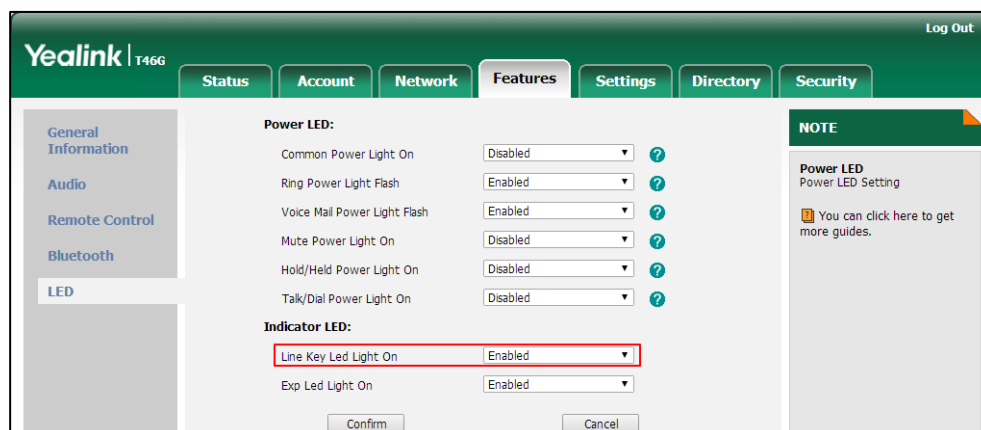 Log Out
Yealink T46G
Status Account Network Features Settings Directory Security
General
Information
Audio
Remote Control
Bluetooth
LED
Power LED:
Common Power Light On Disabled
Ring Power Light Flash Enabled
Voice Mail Power Light Flash Enabled
Mute Power Light On Disabled
Hold/Held Power Light On Disabled
Talk/Dial Power Light On Disabled
Indicator LED:
Line Key Led Light On Enabled
Exp Led Light On Enabled
Confirm Cancel
NOTE
Power LED
Power LED Setting
You can click here to get
more guides.